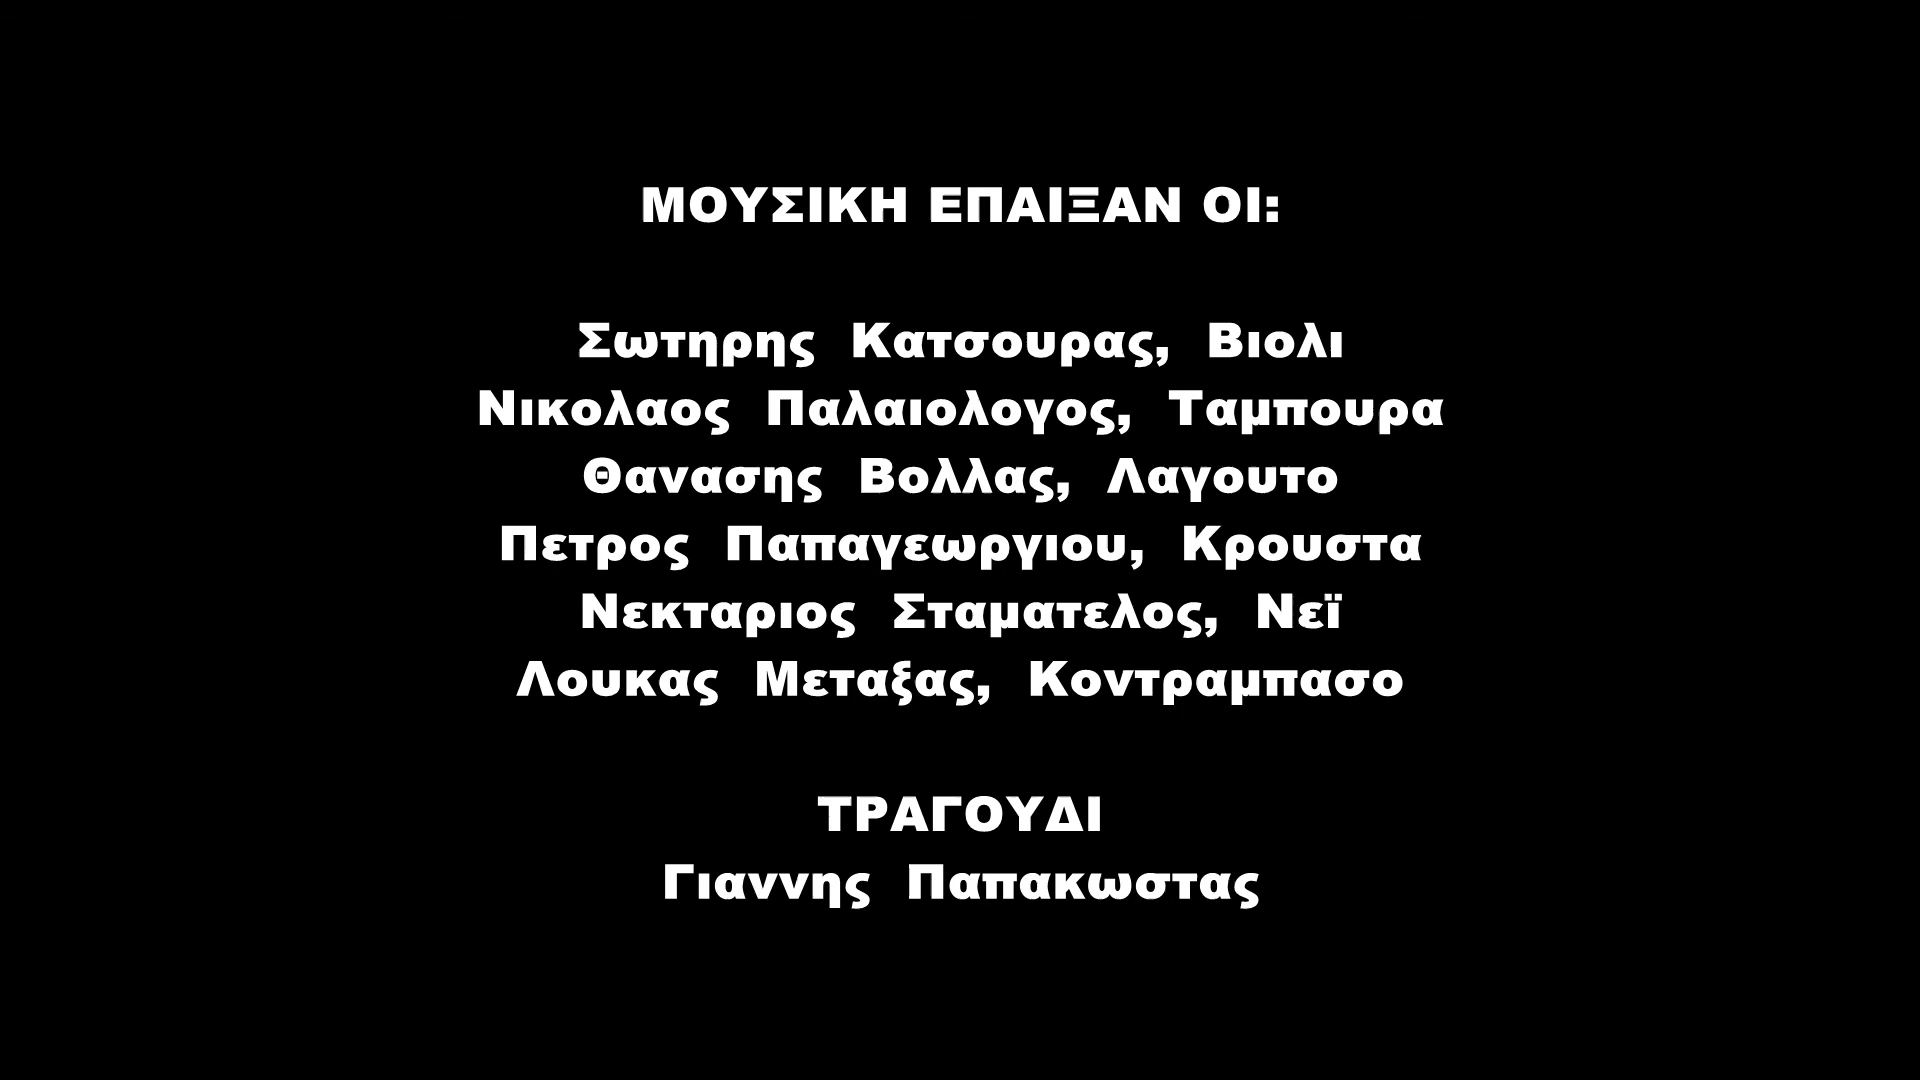 ΜΟΥΣΙΚΗ ΕΠΑΙΞΑΝ ΟΙ:
Σωτηρης Κατσουρας, Βιολι
Νικολαος Παλαιολογος, Ταμπουρα
Θανασης Βολλας, Λαγουτο
Πετρος Παπαγεωργιου, Κρουστα
Νεκταριος Σταματελος, Νεϊ
Λουκας Μεταξας, Κοντραμπασο
ΤΡΑΓΟΥΔΙ
Γιαννης Παπακωστας